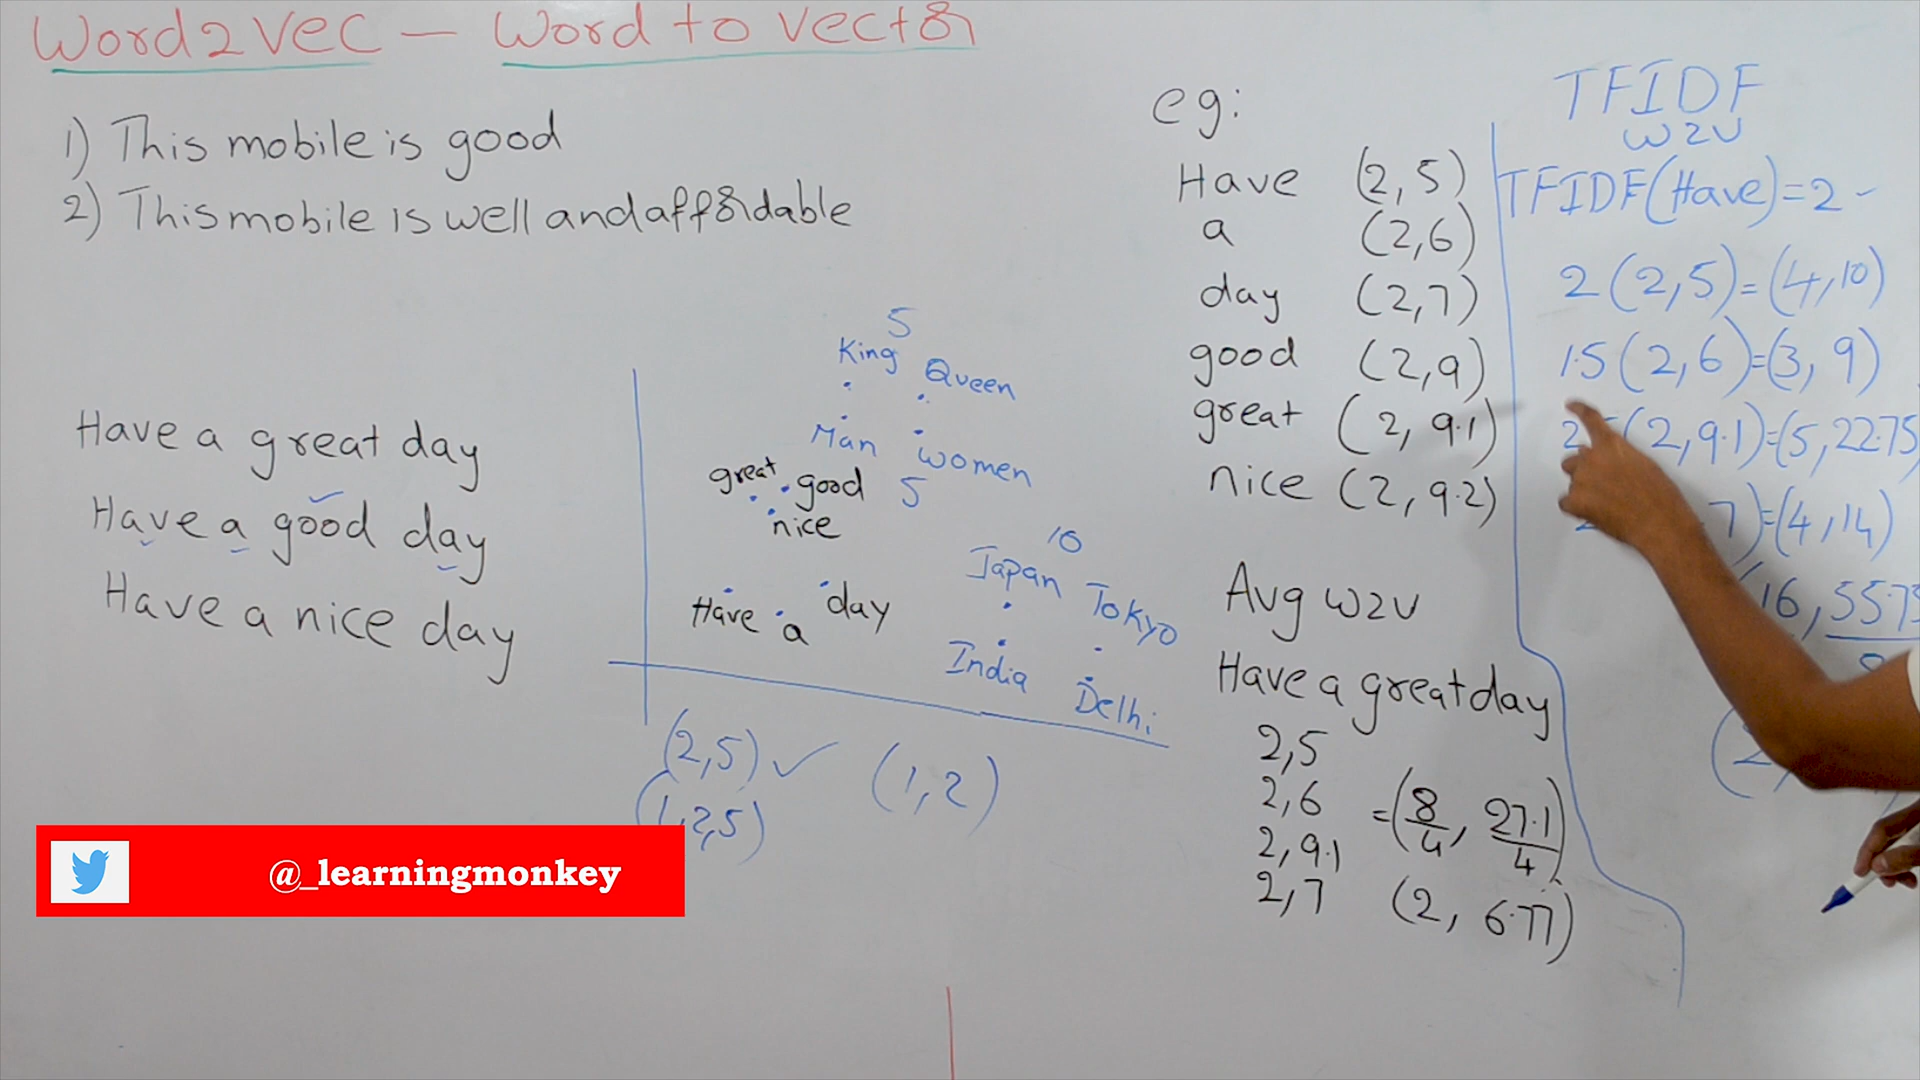 Word2Vec — Word to Vector
1) This mobile is good
2) This mobile is well and affordable
Have a great day
Have a good day
Have a nice day
5
King Queen
Man women
great good 5
nice
10
Japan Tokyo
Have a day
India Delhi
(2,5) ✓ (1,2)
(1,2,5)
@_learningmonkey
eg:
Have (2,5)
a (2,6)
day (2,7)
good (2,9)
great (2, 9.1)
nice (2, 9.2)
Avg w2v
Have a great day
2,5
2,6
2,9.1
2,7
=(8/4, 27.1/4)
(2, 6.77)
TFIDF
w2v
TFIDF(Have)=2 -
2(2,5)=(4,10)
1.5(2,6)=(3,9)
(2,9.1)=(5,22.75
7)=(4,14)
16, 55.75
8